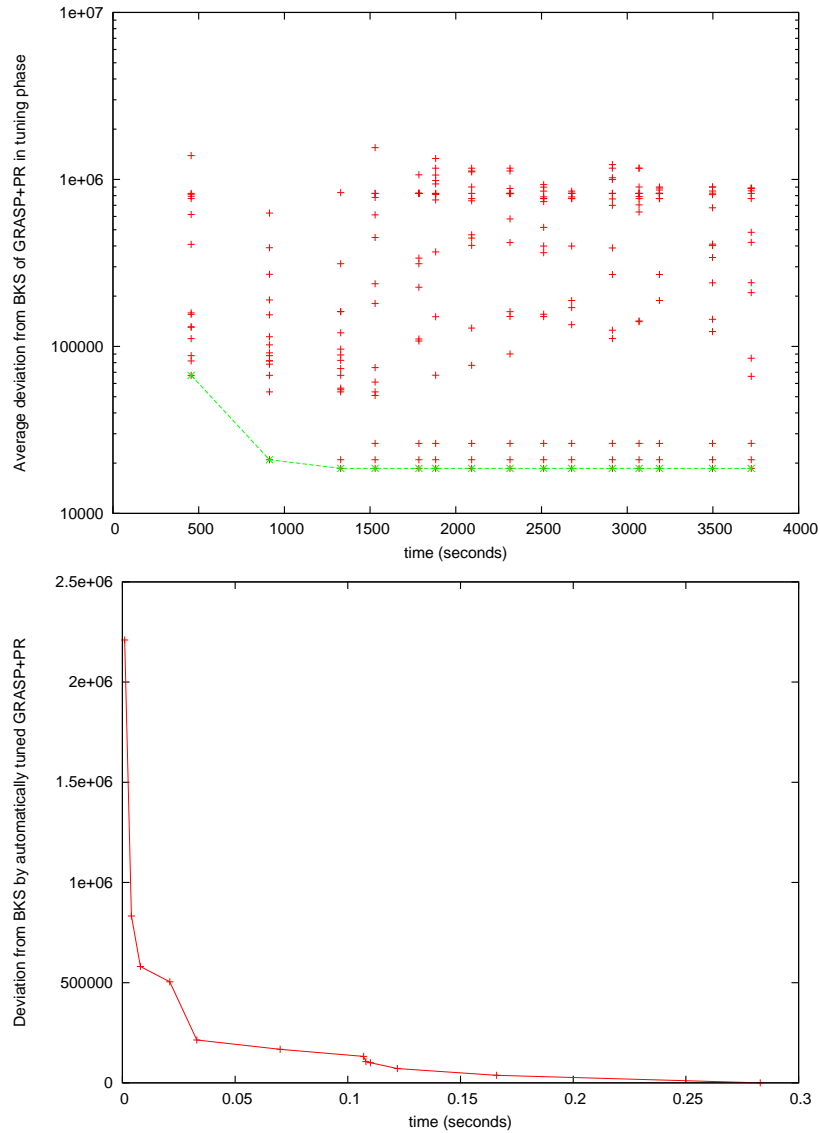 Average deviation from BKS of GRASP+PR in tuning phase
1e+07
1e+06
100000
10000
0 500 1000 1500 2000 2500 3000 3500 4000
time (seconds)
Deviation from BKS by automatically tuned GRASP+PR
2.5e+06
2e+06
1.5e+06
1e+06
500000
0
0 0.05 0.1 0.15 0.2 0.25 0.3
time (seconds)